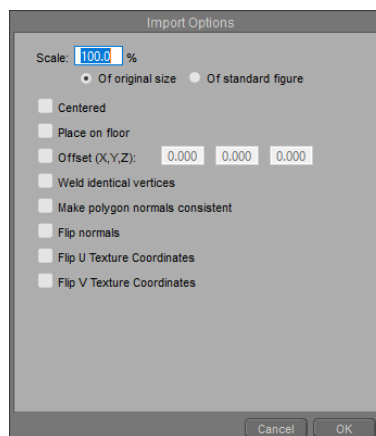 Import Options
Scale: 100.0 %
Of original size Of standard figure
Centered
Place on floor
Offset (X,Y,Z): 0.000 0.000 0.000
Weld identical vertices
Make polygon normals consistent
Flip normals
Flip U Texture Coordinates
Flip V Texture Coordinates
Cancel OK